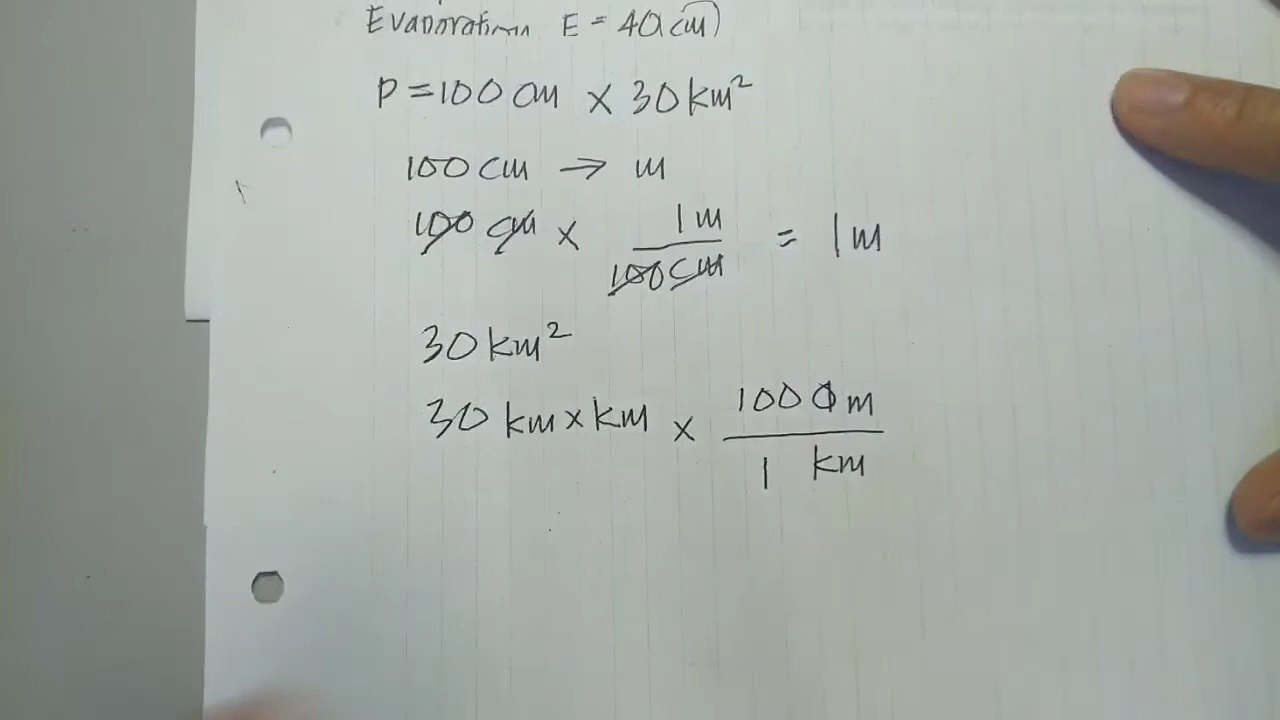 Evaporation E = 40(cm)
P = 100 cm × 30 km²
100 cm → m
100 cm × 1 m / 100 cm = 1 m
30 km²
30 km × km × 1000 m / 1 km